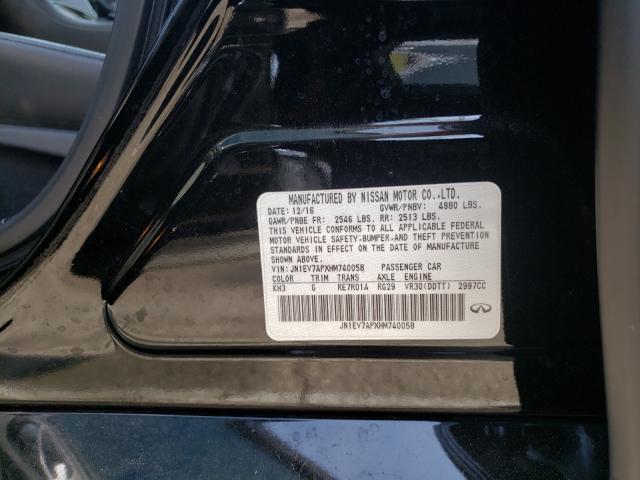 MANUFACTURED BY NISSAN MOTOR CO.,LTD.
DATE: 12/16 GVWR/PNBV: 4980 LBS.
GAWR/PNBE FR: 2546 LBS. RR: 2513 LBS.
THIS VEHICLE CONFORMS TO ALL APPLICABLE FEDERAL
MOTOR VEHICLE SAFETY,BUMPER,AND THEFT PREVENTION
STANDARDS IN EFFECT ON THE DATE OF MANUFACTURE
SHOWN ABOVE.
VIN: JN1EV7APXHM740058 PASSENGER CAR
COLOR TRIM TRANS AXLE ENGINE
KH3 G RE7R01A RG29 VR30(DDTT) 2997CC
JN1EV7APXHM740058